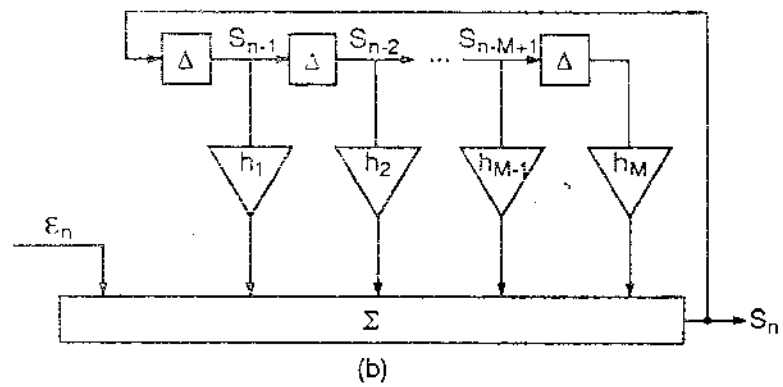 S_{n-1} S_{n-2} S_{n-M+1}
Δ Δ ... Δ
h_1 h_2 h_{M-1} h_M
ε_n
Σ
S_n
(b)